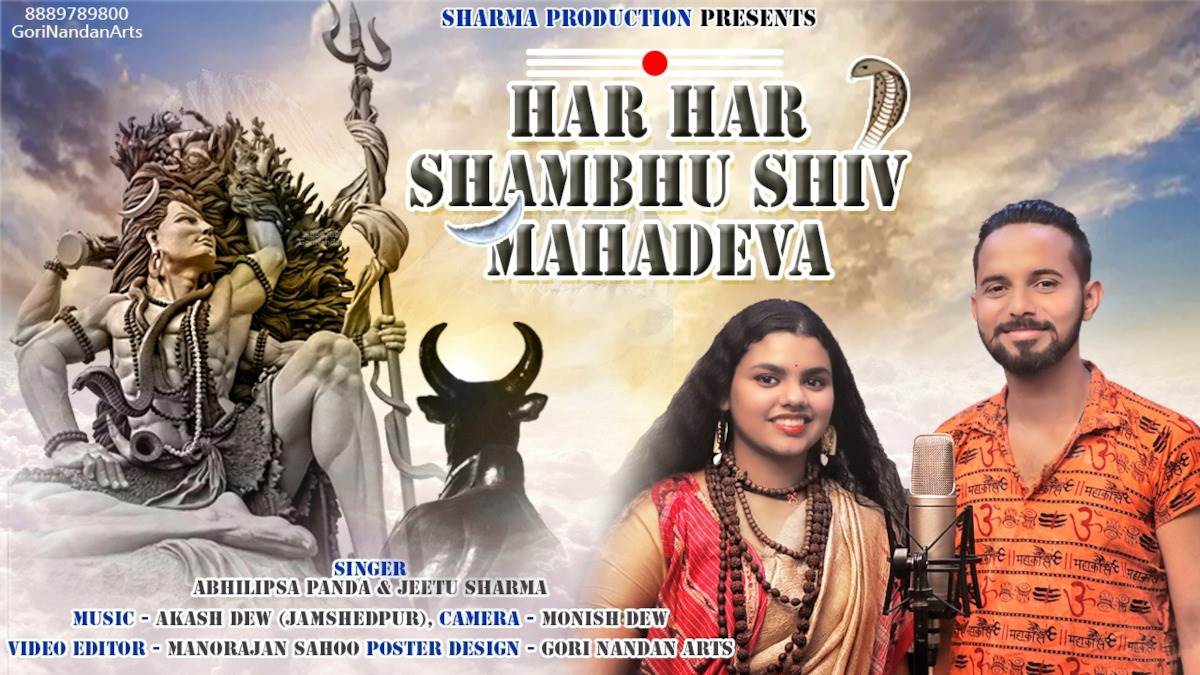 8889789800
GoriNandanArts
SHARMA PRODUCTION PRESENTS
HAR HAR
SHAMBHU SHIV
MAHADEVA
SINGER
ABHILIPSA PANDA & JEETU SHARMA
MUSIC - AKASH DEW (JAMSHEDPUR), CAMERA - MONISH DEW
VIDEO EDITOR - MANORAJAN SAHOO POSTER DESIGN - GORI NANDAN ARTS